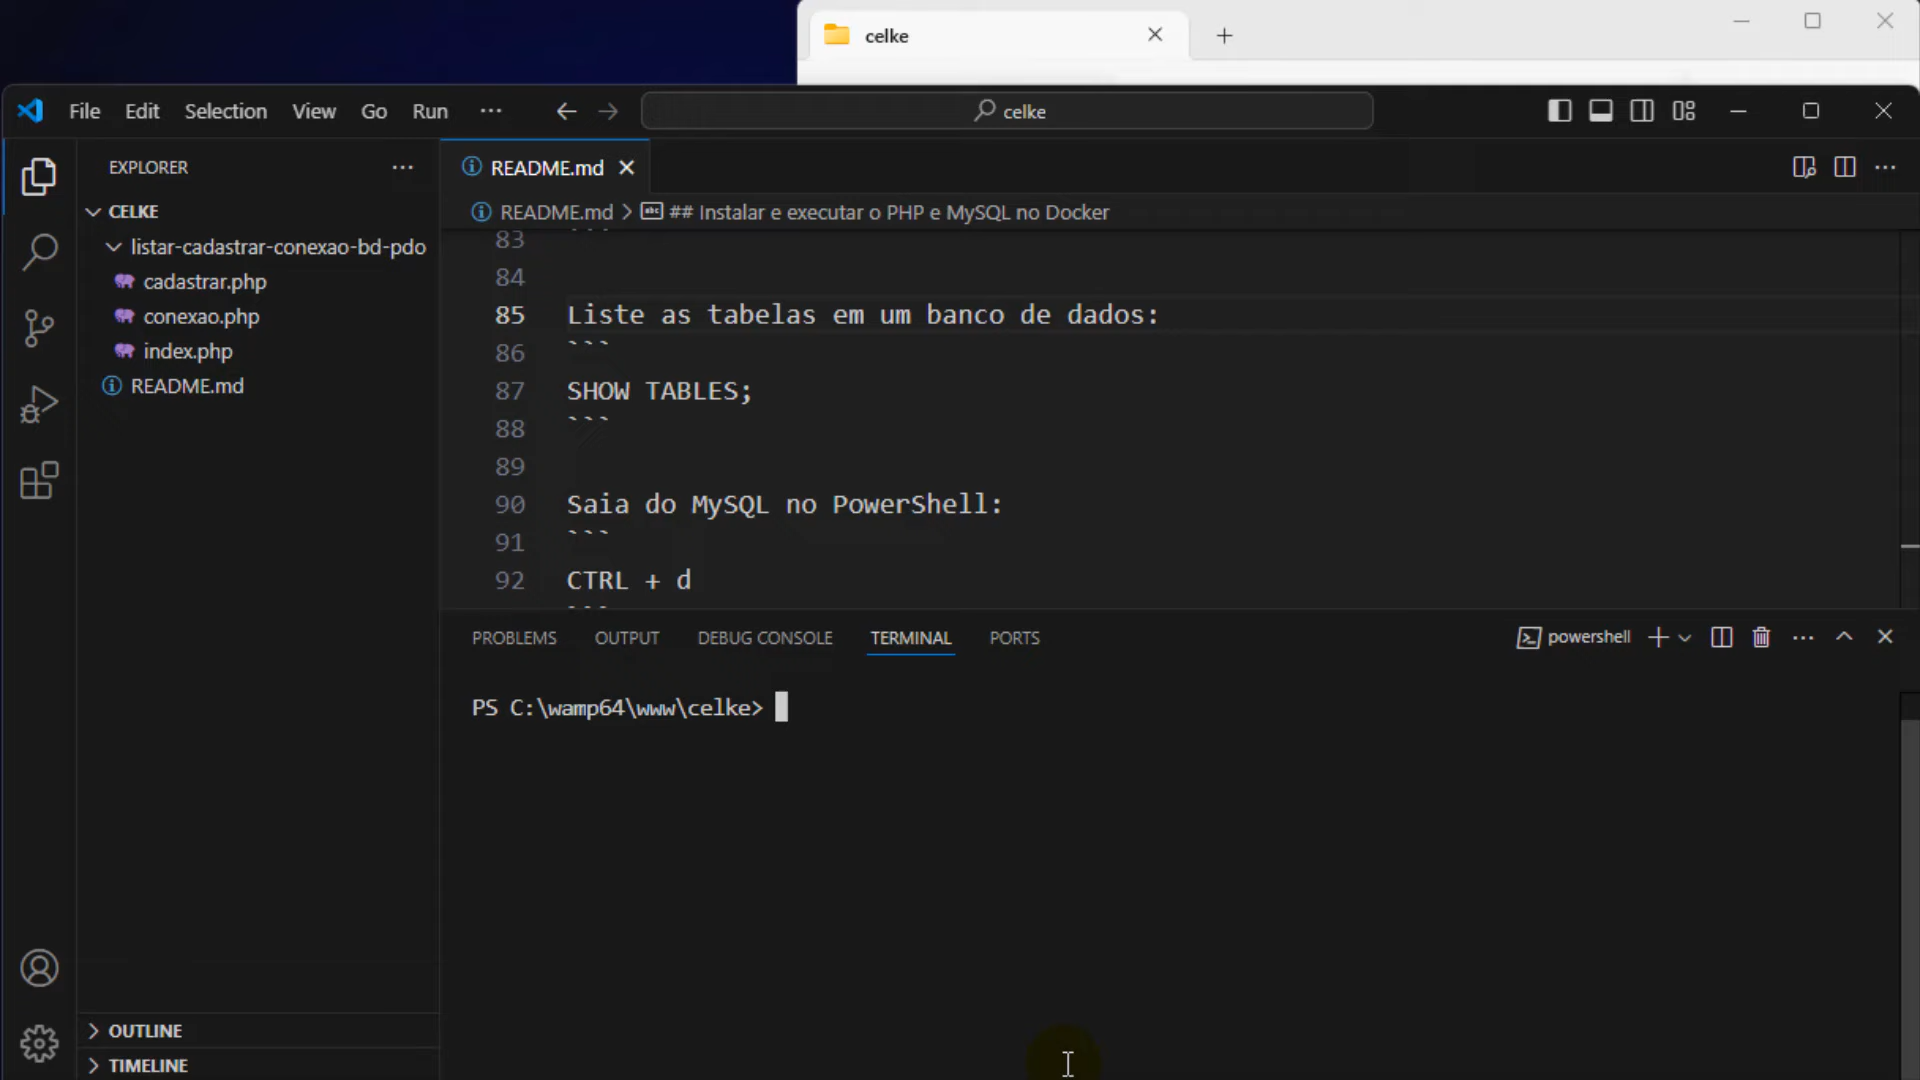 celke
File Edit Selection View Go Run ··· celke
EXPLORER ···
CELKE
listar-cadastrar-conexao-bd-pdo
cadastrar.php
conexao.php
index.php
README.md
OUTLINE
TIMELINE
README.md
README.md > ## Instalar e executar o PHP e MySQL no Docker
83 ```
84
85 Liste as tabelas em um banco de dados:
86 ```
87 SHOW TABLES;
88 ```
89
90 Saia do MySQL no PowerShell:
91 ```
92 CTRL + d
```
PROBLEMS OUTPUT DEBUG CONSOLE TERMINAL PORTS powershell
PS C:\wamp64\www\celke>